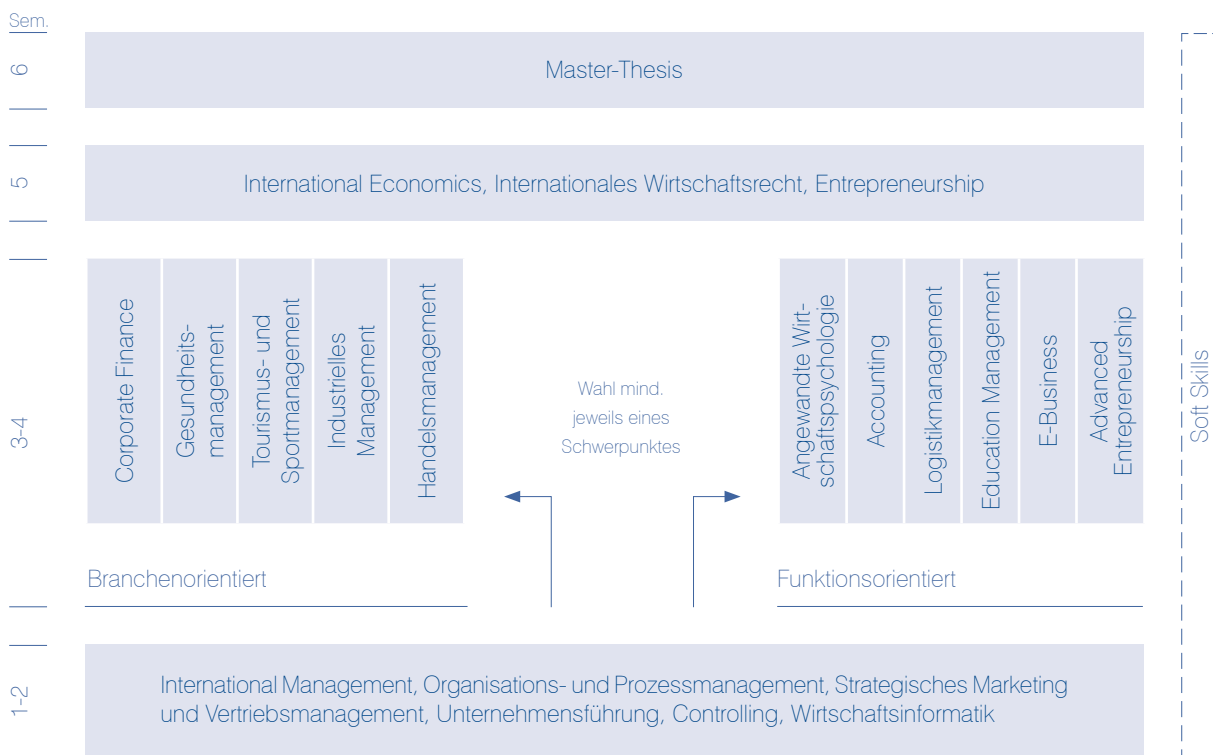 Sem.
6
Master-Thesis
5
International Economics, Internationales Wirtschaftsrecht, Entrepreneurship
3-4
Corporate Finance
Gesundheits-
management
Tourismus- und
Sportmanagement
Industrielles
Management
Handelsmanagement
Wahl mind.
jeweils eines
Schwerpunktes
Angewandte Wirt-
schaftspsychologie
Accounting
Logistikmanagement
Education Management
E-Business
Advanced
Entrepreneurship
Soft Skills
Branchenorientiert
Funktionsorientiert
1-2
International Management, Organisations- und Prozessmanagement, Strategisches Marketing
und Vertriebsmanagement, Unternehmensführung, Controlling, Wirtschaftsinformatik